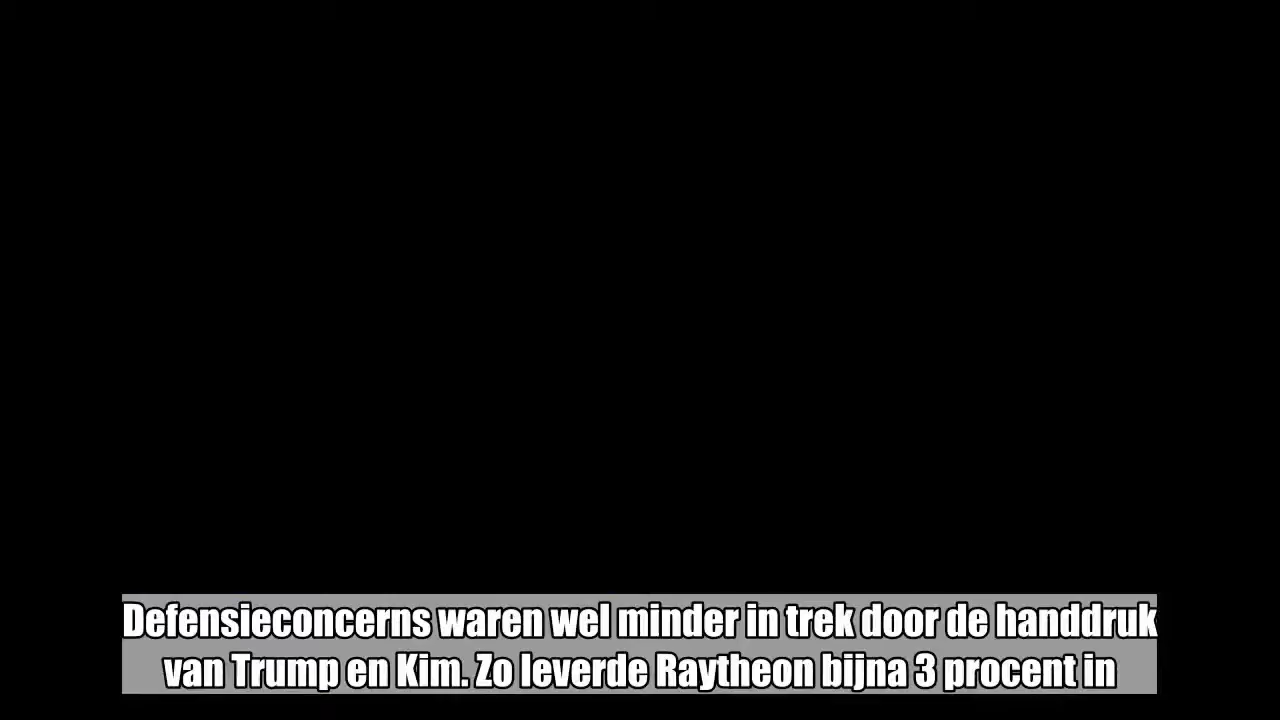 Defensieconcerns waren wel minder in trek door de handdruk
van Trump en Kim. Zo leverde Raytheon bijna 3 procent in